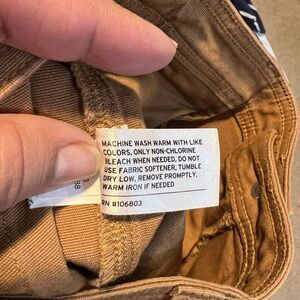 MACHINE WASH WARM WITH LIKE
COLORS, ONLY NON-CHLORINE
BLEACH WHEN NEEDED, DO NOT
USE FABRIC SOFTENER, TUMBLE
DRY LOW, REMOVE PROMPTLY,
WARM IRON IF NEEDED
RN #106803